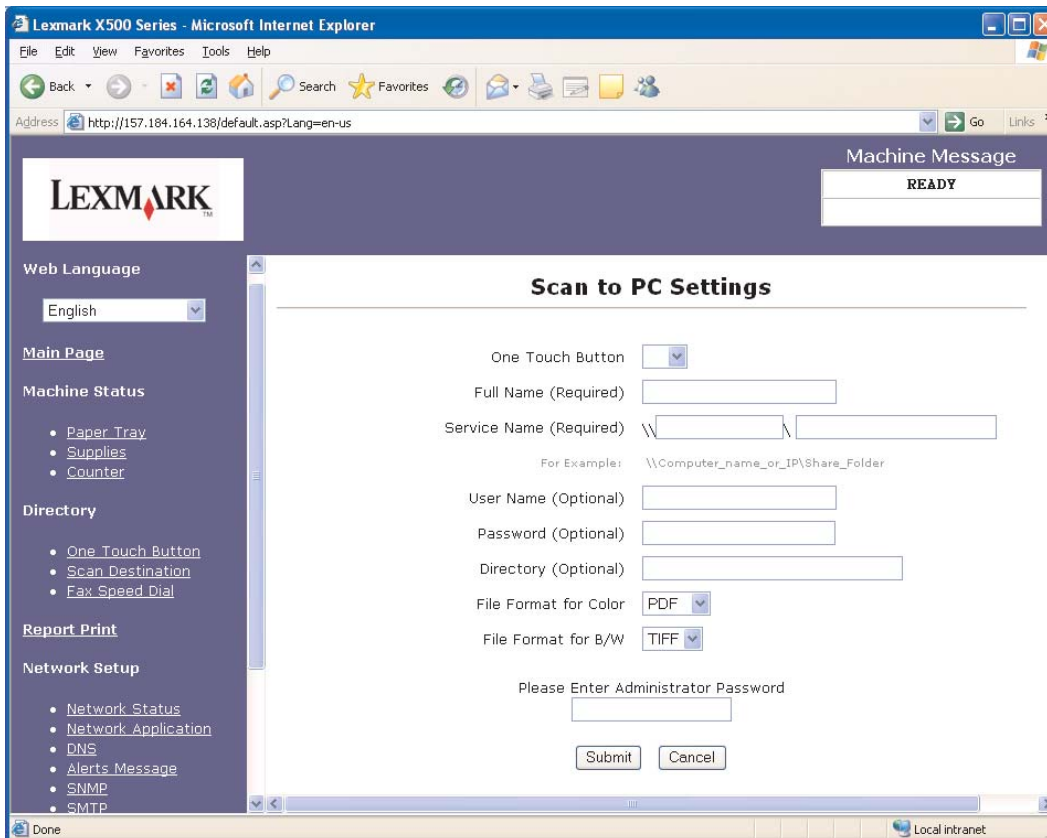 Lexmark X500 Series - Microsoft Internet Explorer
File Edit View Favorites Tools Help
Back Search Favorites
Address http://157.184.164.138/default.asp?Lang=en-us Go Links
LEXMARK TM
Machine Message
READY
Web Language
English
Main Page
Machine Status
• Paper Tray
• Supplies
• Counter
Directory
• One Touch Button
• Scan Destination
• Fax Speed Dial
Report Print
Network Setup
• Network Status
• Network Application
• DNS
• Alerts Message
• SNMP
• SMTP
Scan to PC Settings
One Touch Button
Full Name (Required)
Service Name (Required) \\ \
For Example: \\Computer_name_or_IP\Share_Folder
User Name (Optional)
Password (Optional)
Directory (Optional)
File Format for Color PDF
File Format for B/W TIFF
Please Enter Administrator Password
Submit Cancel
Done Local intranet